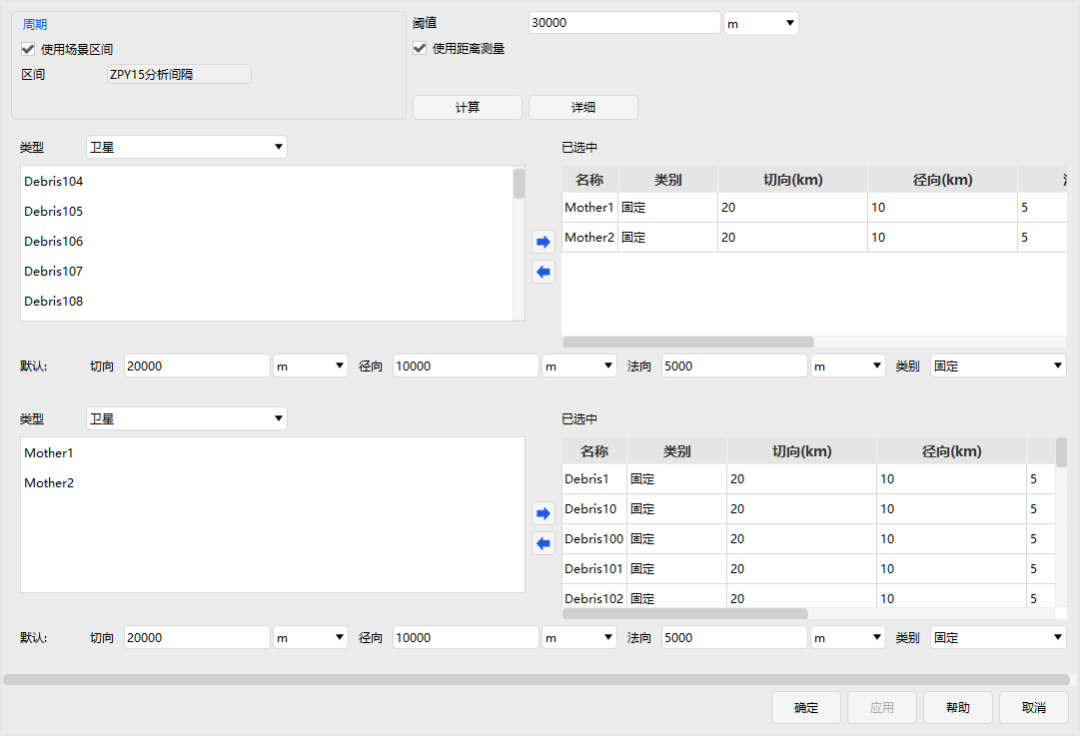 周期
使用场景区间
区间 ZPY15分析间隔
阈值 30000 m
使用距离测量
计算 详细
类型 卫星
Debris104
Debris105
Debris106
Debris107
Debris108
已选中
名称 类别 切向(km) 径向(km)
Mother1 固定 20 10 5
Mother2 固定 20 10 5
默认: 切向 20000 m 径向 10000 m 法向 5000 m 类别 固定
类型 卫星
Mother1
Mother2
已选中
名称 类别 切向(km) 径向(km)
Debris1 固定 20 10 5
Debris10 固定 20 10 5
Debris100 固定 20 10 5
Debris101 固定 20 10 5
Debris102 固定 20 10 5
默认: 切向 20000 m 径向 10000 m 法向 5000 m 类别 固定
确定 应用 帮助 取消